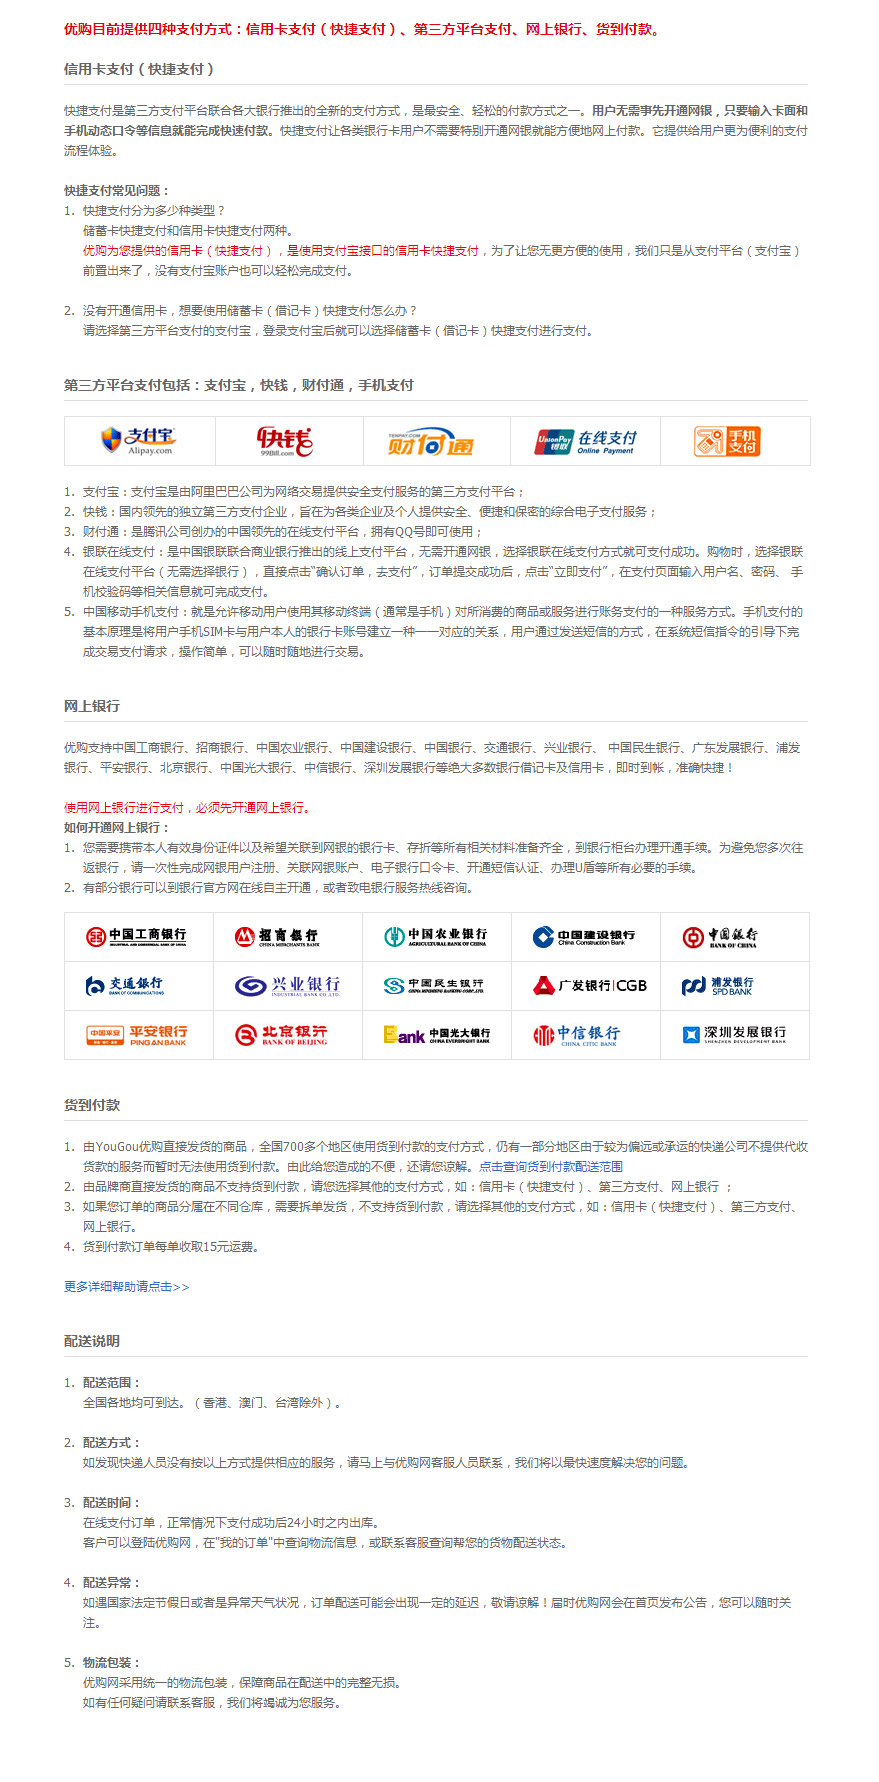 优购目前提供四种支付方式：信用卡支付（快捷支付）、第三方平台支付、网上银行、货到付款。
信用卡支付（快捷支付）
快捷支付是第三方支付平台联合各大银行推出的全新的支付方式，是最安全、轻松的付款方式之一。用户无需事先开通网银，只要输入卡面和
手机动态口令等信息就能完成快速付款。快捷支付让各类银行卡用户不需要特别开通网银就能方便地网上付款。它提供给用户更为便利的支付
流程体验。
快捷支付常见问题：
1. 快捷支付分为多少种类型？
储蓄卡快捷支付和信用卡快捷支付两种。
优购为您提供的信用卡（快捷支付），是使用支付宝接口的信用卡快捷支付，为了让您无更方便的使用，我们只是从支付平台（支付宝）
前置出来了，没有支付宝账户也可以轻松完成支付。
2. 没有开通信用卡，想要使用储蓄卡（借记卡）快捷支付怎么办？
请选择第三方平台支付的支付宝，登录支付宝后就可以选择储蓄卡（借记卡）快捷支付进行支付。
第三方平台支付包括：支付宝，快钱，财付通，手机支付
支付宝 Alipay.com 快钱 99Bill.com TENPAY.COM 财付通 UnionPay 银联 在线支付 Online Payment 手机支付
1. 支付宝：支付宝是由阿里巴巴公司为网络交易提供安全支付服务的第三方支付平台；
2. 快钱：国内领先的独立第三方支付企业，旨在为各类企业及个人提供安全、便捷和保密的综合电子支付服务；
3. 财付通：是腾讯公司创办的中国领先的在线支付平台，拥有QQ号即可使用；
4. 银联在线支付：是中国银联联合商业银行推出的线上支付平台，无需开通网银，选择银联在线支付方式就可支付成功。购物时，选择银联
在线支付平台（无需选择银行），直接点击“确认订单，去支付”，订单提交成功后，点击“立即支付”，在支付页面输入用户名、密码、 手
机校验码等相关信息就可完成支付。
5. 中国移动手机支付：就是允许移动用户使用其移动终端（通常是手机）对所消费的商品或服务进行账务支付的一种服务方式。手机支付的
基本原理是将用户手机SIM卡与用户本人的银行卡账号建立一种一一对应的关系，用户通过发送短信的方式，在系统短信指令的引导下完
成交易支付请求，操作简单，可以随时随地进行交易。
网上银行
优购支持中国工商银行、招商银行、中国农业银行、中国建设银行、中国银行、交通银行、兴业银行、 中国民生银行、广东发展银行、浦发
银行、平安银行、北京银行、中国光大银行、中信银行、深圳发展银行等绝大多数银行借记卡及信用卡，即时到帐，准确快捷！
使用网上银行进行支付，必须先开通网上银行。
如何开通网上银行：
1. 您需要携带本人有效身份证件以及希望关联到网银的银行卡、存折等所有相关材料准备齐全，到银行柜台办理开通手续。为避免您多次往
返银行，请一次性完成网银用户注册、关联网银账户、电子银行口令卡、开通短信认证、办理U盾等所有必要的手续。
2. 有部分银行可以到银行官方网在线自主开通，或者致电银行服务热线咨询。
中国工商银行 INDUSTRIAL AND COMMERCIAL BANK OF CHINA 招商银行 CHINA MERCHANTS BANK 中国农业银行 AGRICULTURAL BANK OF CHINA 中国建设银行 China Construction Bank 中国银行 BANK OF CHINA
交通银行 BANK OF COMMUNICATIONS 兴业银行 INDUSTRIAL BANK CO.,LTD. 中国民生银行 CHINA MINSHENG BANKING CORP.,LTD. 广发银行|CGB 浦发银行 SPD BANK
中国平安 平安银行 PING AN BANK 北京银行 BANK OF BEIJING Bank 中国光大银行 CHINA EVERBRIGHT BANK 中信银行 CHINA CITIC BANK 深圳发展银行 SHENZHEN DEVELOPMENT BANK
货到付款
1. 由YouGou优购直接发货的商品，全国700多个地区使用货到付款的支付方式，仍有一部分地区由于较为偏远或承运的快递公司不提供代收
货款的服务而暂时无法使用货到付款。由此给您造成的不便，还请您谅解。点击查询货到付款配送范围
2. 由品牌商直接发货的商品不支持货到付款，请您选择其他的支付方式，如：信用卡（快捷支付）、第三方支付、网上银行 ；
3. 如果您订单的商品分属在不同仓库，需要拆单发货，不支持货到付款，请选择其他的支付方式，如：信用卡（快捷支付）、第三方支付、
网上银行。
4. 货到付款订单每单收取15元运费。
更多详细帮助请点击>>
配送说明
1. 配送范围：
全国各地均可到达。（香港、澳门、台湾除外）。
2. 配送方式：
如发现快递人员没有按以上方式提供相应的服务，请马上与优购网客服人员联系，我们将以最快速度解决您的问题。
3. 配送时间：
在线支付订单，正常情况下支付成功后24小时之内出库。
客户可以登陆优购网，在"我的订单"中查询物流信息，或联系客服查询帮您的货物配送状态。
4. 配送异常：
如遇国家法定节假日或者是异常天气状况，订单配送可能会出现一定的延迟，敬请谅解！届时优购网会在首页发布公告，您可以随时关
注。
5. 物流包装：
优购网采用统一的物流包装，保障商品在配送中的完整无损。
如有任何疑问请联系客服，我们将竭诚为您服务。